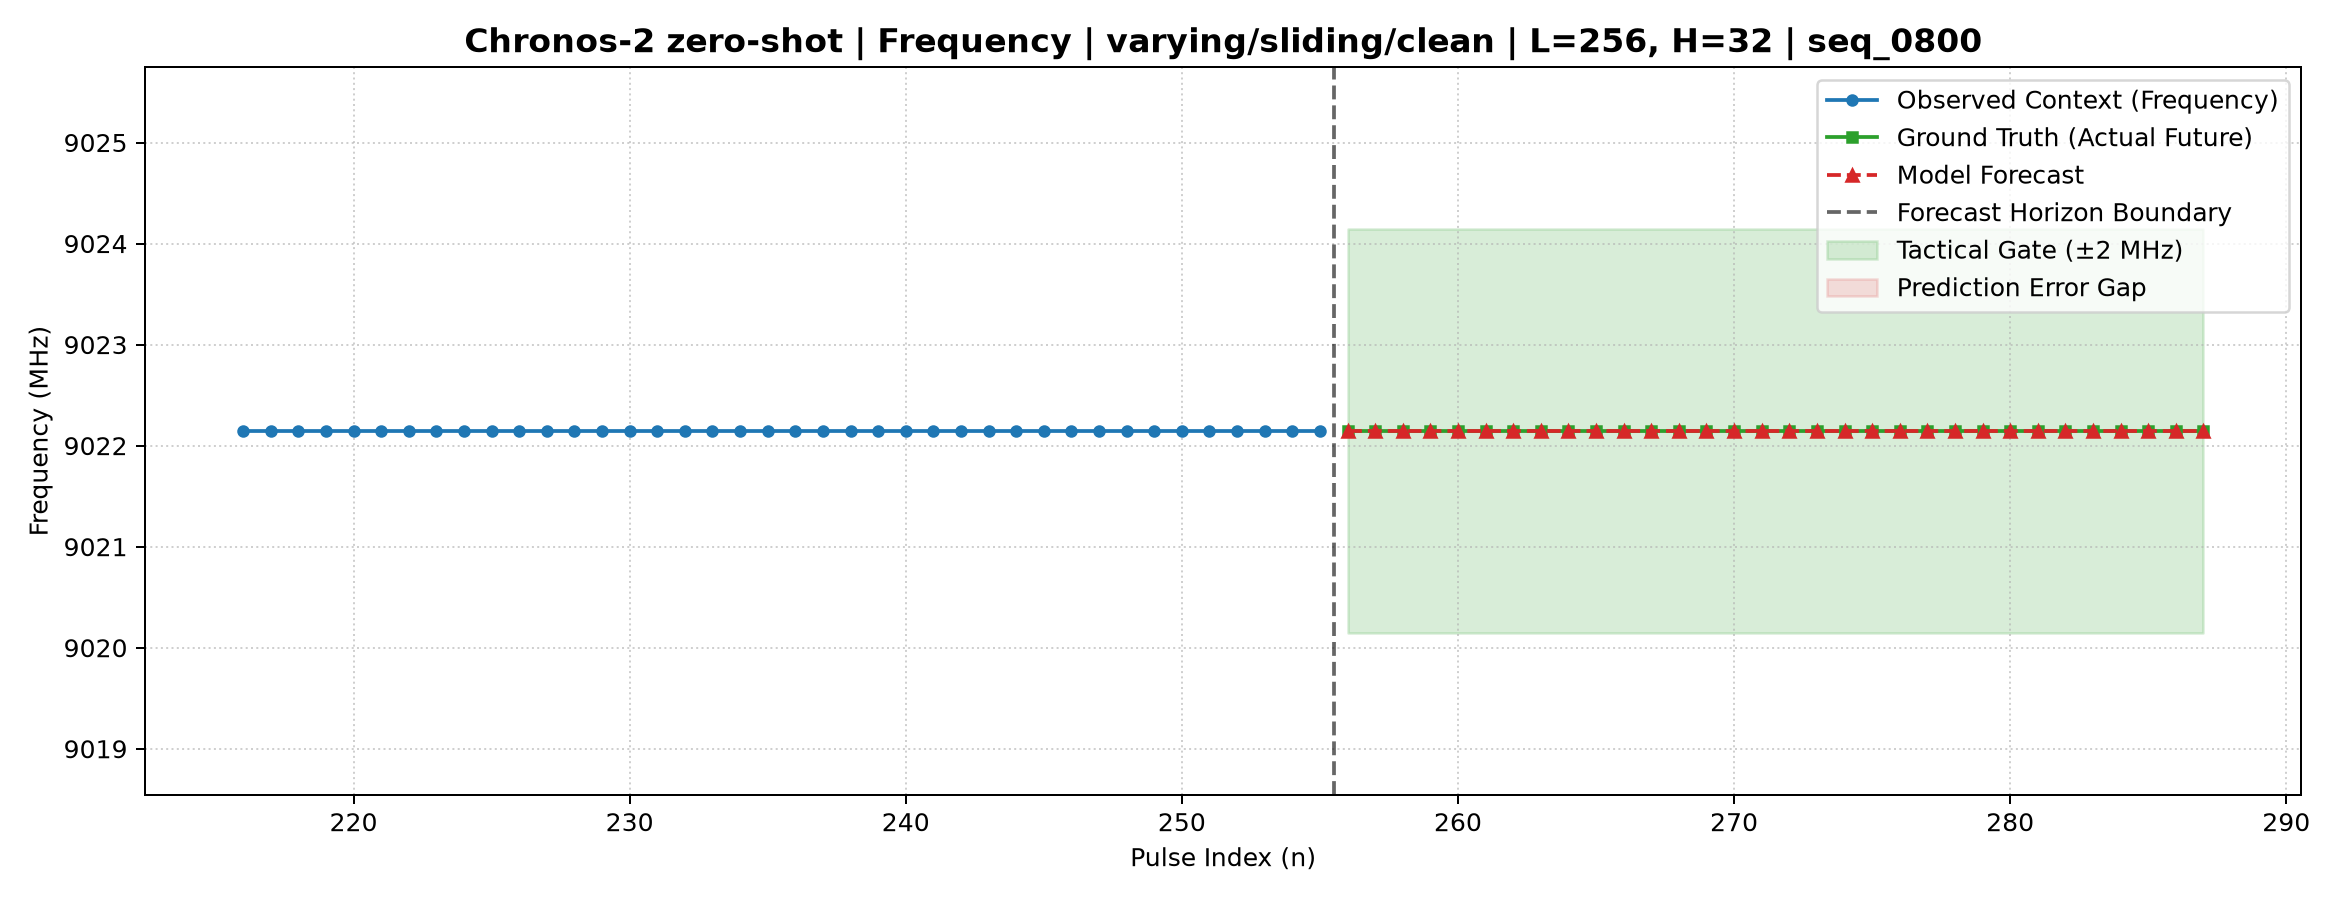 Chronos-2 zero-shot | Frequency | varying/sliding/clean | L=256, H=32 | seq_0800
Observed Context (Frequency)
Ground Truth (Actual Future)
Model Forecast
Forecast Horizon Boundary
Tactical Gate (±2 MHz)
Prediction Error Gap
Frequency (MHz)
9025
9024
9023
9022
9021
9020
9019
220 230 240 250 260 270 280 290
Pulse Index (n)